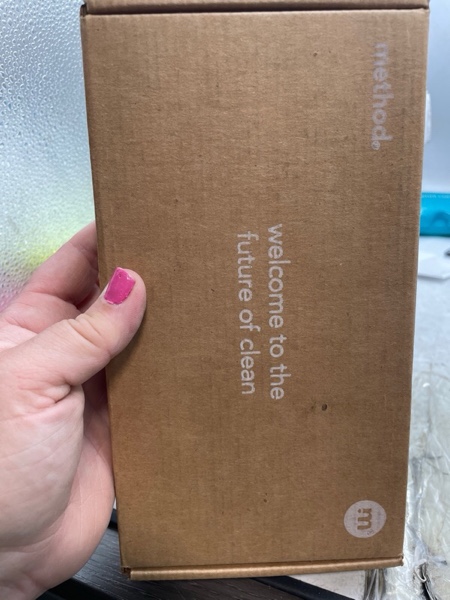 method®
welcome to the
future of clean
m